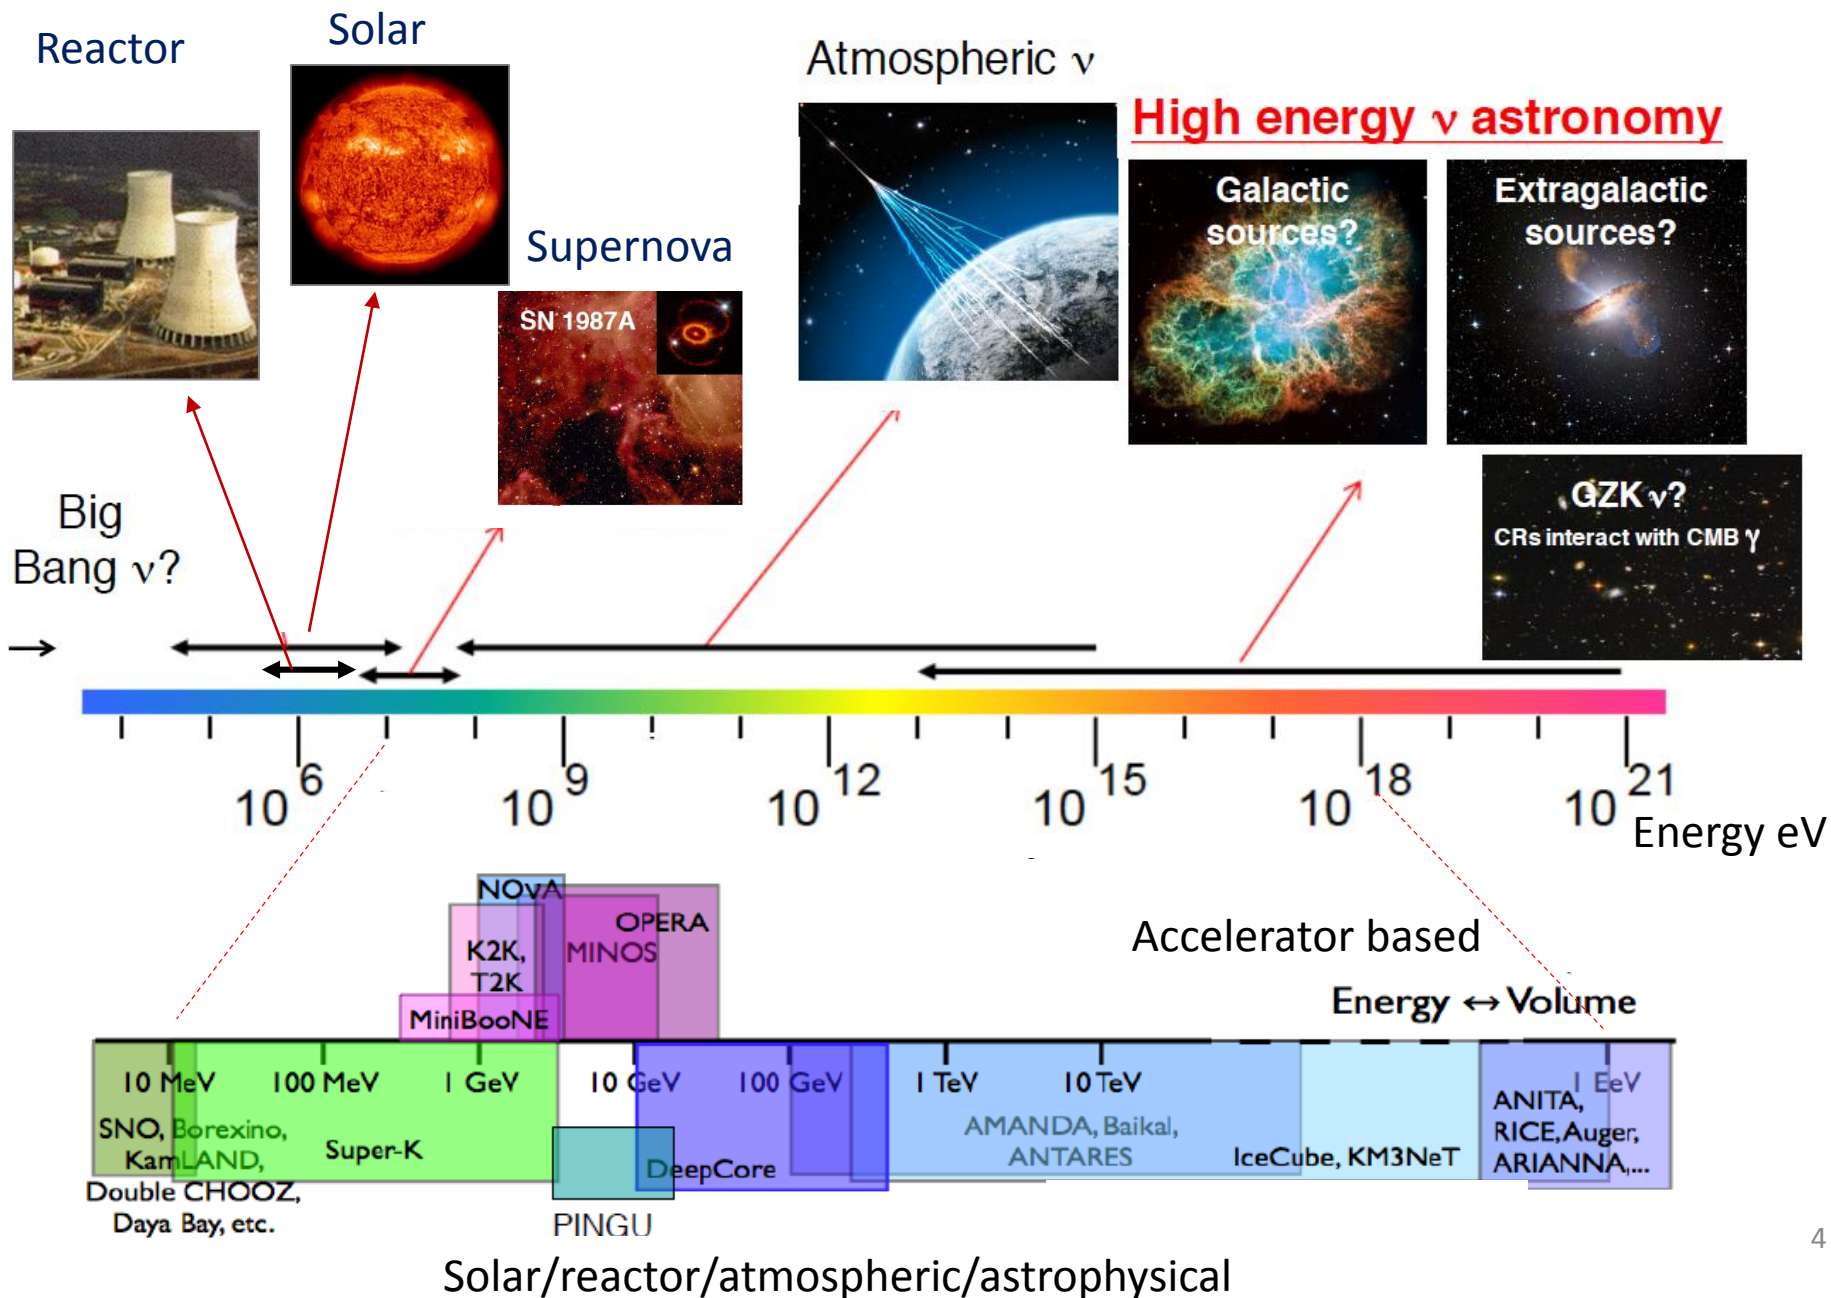 Reactor
Solar
Supernova
SN 1987A
Atmospheric ν
High energy ν astronomy
Galactic
sources?
Extragalactic
sources?
GZK ν?
CRs interact with CMB γ
Big
Bang ν?
10^6
10^9
10^12
10^15
10^18
10^21
Energy eV
NOνA
OPERA
K2K,
T2K
MINOS
MiniBooNE
Accelerator based
Energy ↔ Volume
10 MeV
100 MeV
1 GeV
10 GeV
100 GeV
1 TeV
10 TeV
1 EeV
SNO, Borexino,
KamLAND,
Double CHOOZ,
Daya Bay, etc.
Super-K
PINGU
DeepCore
AMANDA, Baikal,
ANTARES
IceCube, KM3NeT
ANITA,
RICE, Auger,
ARIANNA,...
Solar/reactor/atmospheric/astrophysical
4